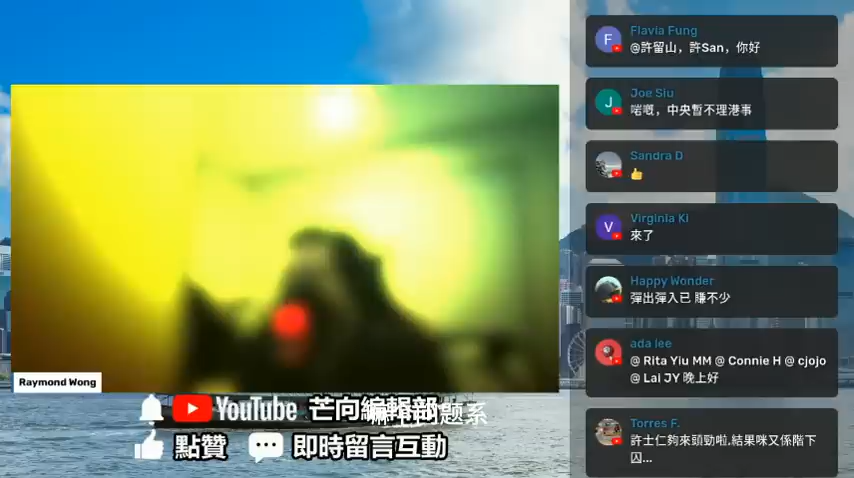 Flavia Fung
@許留山，許San，你好
Joe Siu
啱嘅，中央暫不理港事
Sandra D
Virginia Ki
來了
Happy Wonder
彈出彈入已 賺不少
ada lee
@ Rita Yiu MM @ Connie H @ cjojo
@ Lai JY 晚上好
Torres F.
許士仁夠來頭勁啦,結果咪又係階下
囚...
Raymond Wong
YouTube 芒向編輯部
题系
點贊
即時留言互動